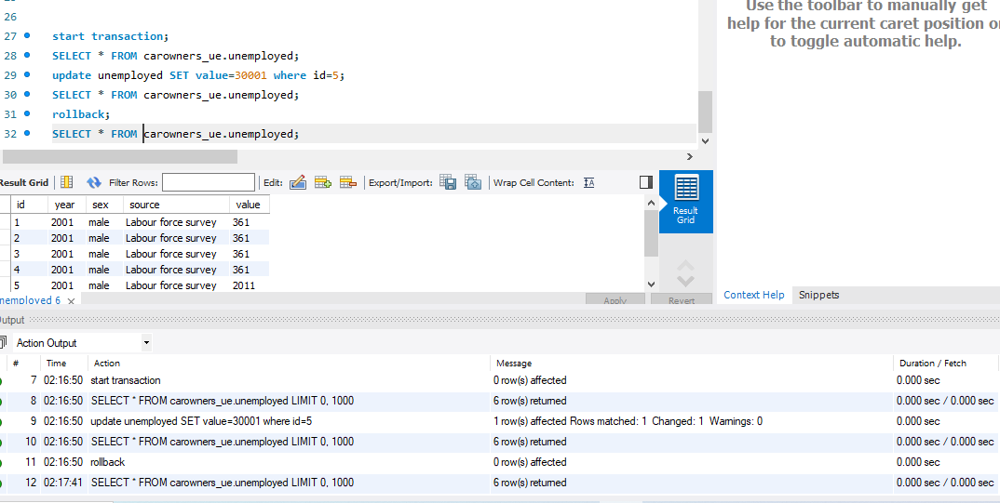 Use the toolbar to manually get
help for the current caret position or
to toggle automatic help.
26
27 start transaction;
28 SELECT * FROM carowners_ue.unemployed;
29 update unemployed SET value=30001 where id=5;
30 SELECT * FROM carowners_ue.unemployed;
31 rollback;
32 SELECT * FROM carowners_ue.unemployed;
Result Grid Filter Rows: Edit: Export/Import: Wrap Cell Content:
Result
Grid
id year sex source value
1 2001 male Labour force survey 361
2 2001 male Labour force survey 361
3 2001 male Labour force survey 361
4 2001 male Labour force survey 361
5 2001 male Labour force survey 2011
nemployed 6 Apply Revert
Context Help Snippets
Output
Action Output
# Time Action Message Duration / Fetch
7 02:16:50 start transaction 0 row(s) affected 0.000 sec
8 02:16:50 SELECT * FROM carowners_ue.unemployed LIMIT 0, 1000 6 row(s) returned 0.000 sec / 0.000 sec
9 02:16:50 update unemployed SET value=30001 where id=5 1 row(s) affected Rows matched: 1 Changed: 1 Warnings: 0 0.000 sec
10 02:16:50 SELECT * FROM carowners_ue.unemployed LIMIT 0, 1000 6 row(s) returned 0.000 sec / 0.000 sec
11 02:16:50 rollback 0 row(s) affected 0.000 sec
12 02:17:41 SELECT * FROM carowners_ue.unemployed LIMIT 0, 1000 6 row(s) returned 0.000 sec / 0.000 sec